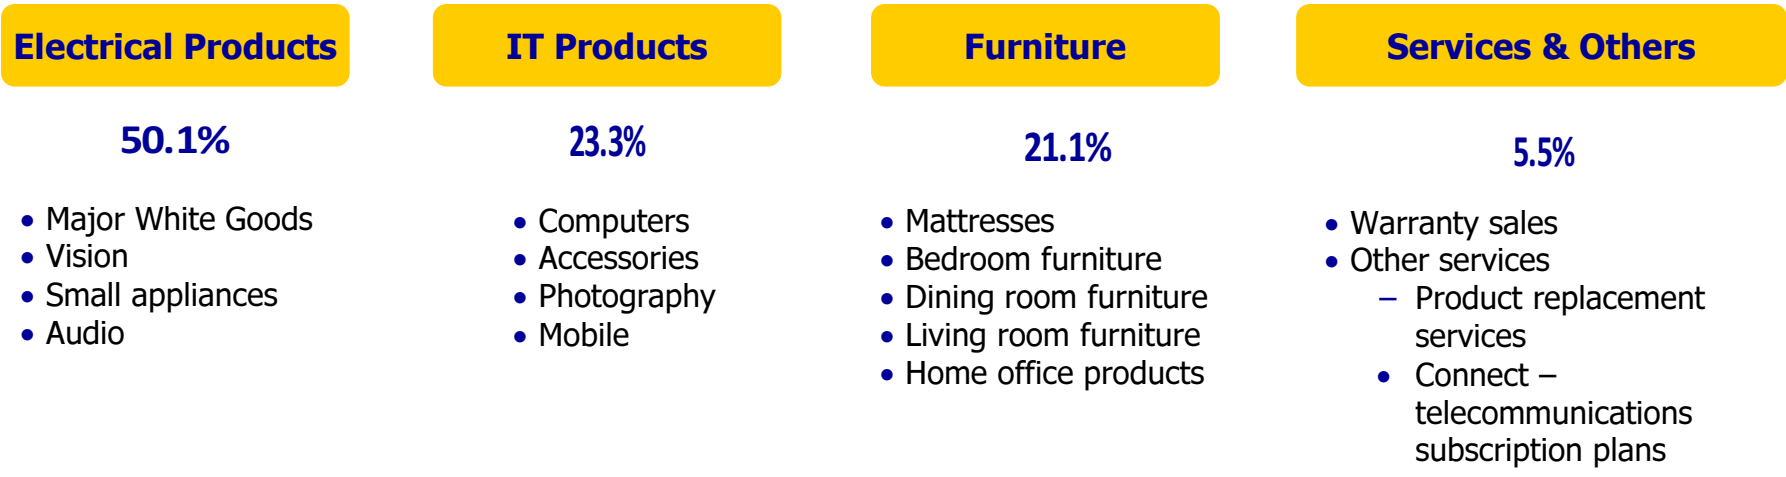 Electrical Products
50.1%
• Major White Goods
• Vision
• Small appliances
• Audio
IT Products
23.3%
• Computers
• Accessories
• Photography
• Mobile
Furniture
21.1%
• Mattresses
• Bedroom furniture
• Dining room furniture
• Living room furniture
• Home office products
Services & Others
5.5%
• Warranty sales
• Other services
– Product replacement
services
• Connect –
telecommunications
subscription plans